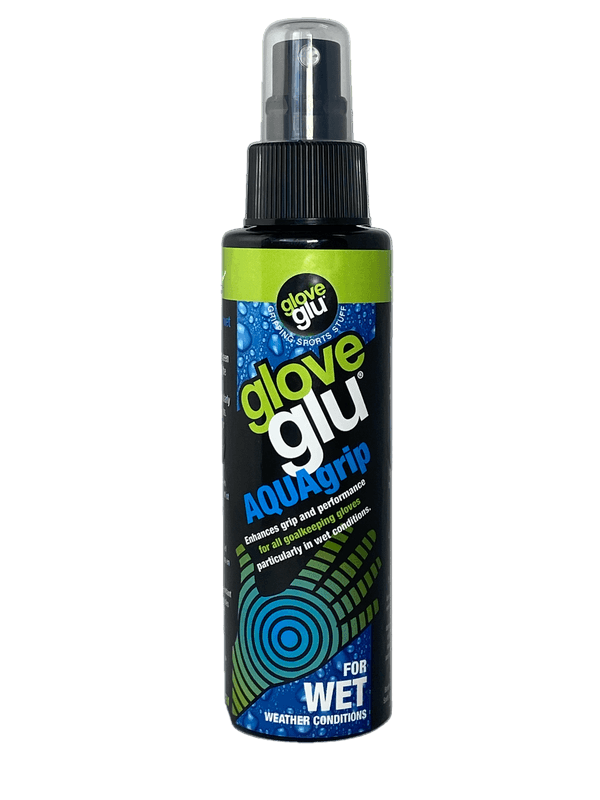 glove
glu
GRIPPING SPORTS STUFF
glove
glu®
AQUAgrip
Enhances grip and performance
for all goalkeeping gloves
particularly in wet conditions.
FOR
WET
WEATHER CONDITIONS
wet